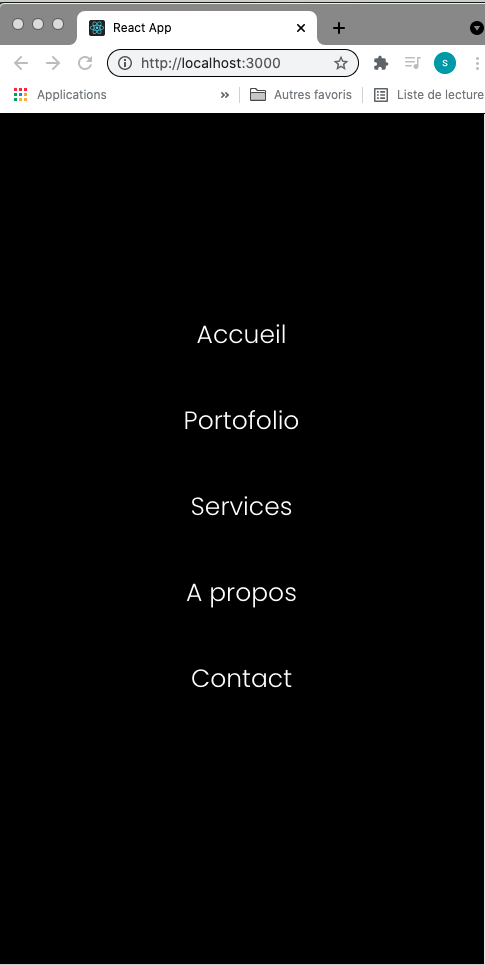 React App
http://localhost:3000
S
Applications » Autres favoris Liste de lecture
Accueil
Portofolio
Services
A propos
Contact